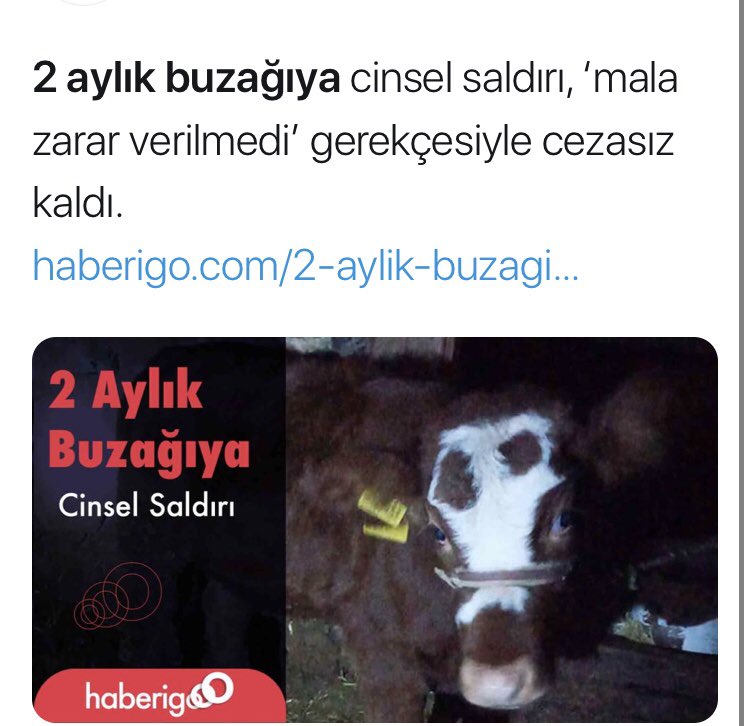 2 aylık buzağıya cinsel saldırı, ‘mala
zarar verilmedi’ gerekçesiyle cezasız
kaldı.
haberigo.com/2-aylik-buzagi...
2 Aylık
Buzağıya
Cinsel Saldırı
haberigo